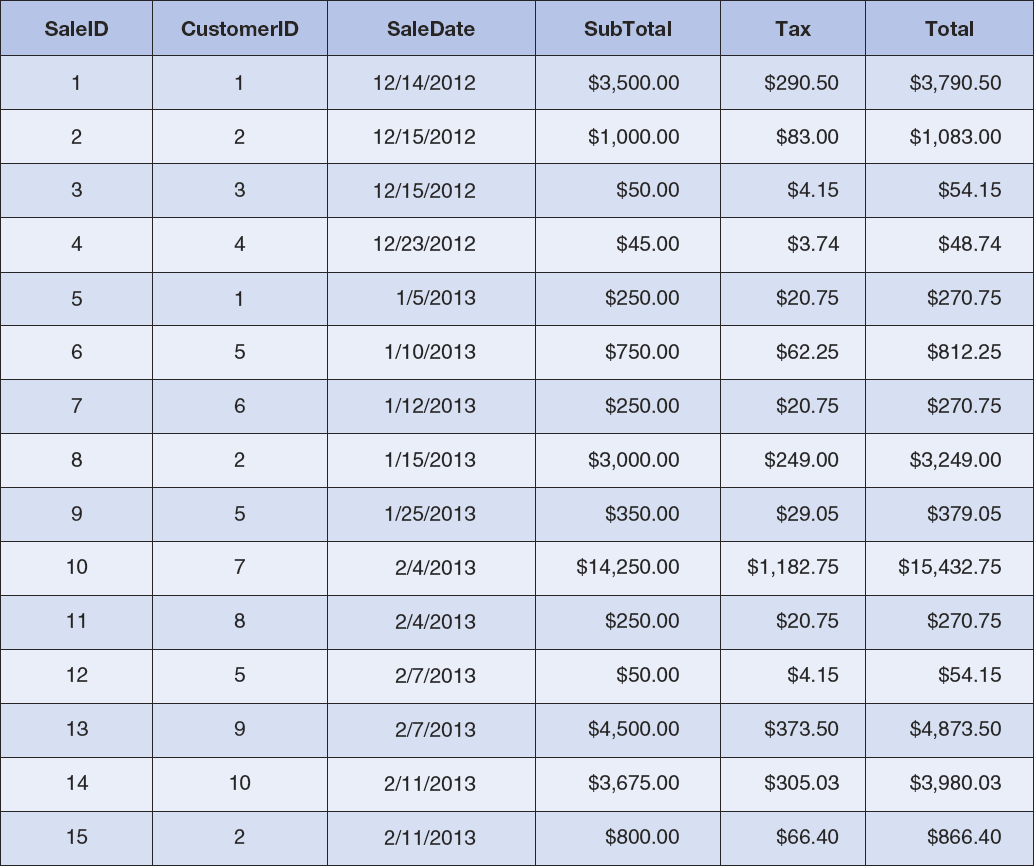 SaleID CustomerID SaleDate SubTotal Tax Total
1 1 12/14/2012 $3,500.00 $290.50 $3,790.50
2 2 12/15/2012 $1,000.00 $83.00 $1,083.00
3 3 12/15/2012 $50.00 $4.15 $54.15
4 4 12/23/2012 $45.00 $3.74 $48.74
5 1 1/5/2013 $250.00 $20.75 $270.75
6 5 1/10/2013 $750.00 $62.25 $812.25
7 6 1/12/2013 $250.00 $20.75 $270.75
8 2 1/15/2013 $3,000.00 $249.00 $3,249.00
9 5 1/25/2013 $350.00 $29.05 $379.05
10 7 2/4/2013 $14,250.00 $1,182.75 $15,432.75
11 8 2/4/2013 $250.00 $20.75 $270.75
12 5 2/7/2013 $50.00 $4.15 $54.15
13 9 2/7/2013 $4,500.00 $373.50 $4,873.50
14 10 2/11/2013 $3,675.00 $305.03 $3,980.03
15 2 2/11/2013 $800.00 $66.40 $866.40